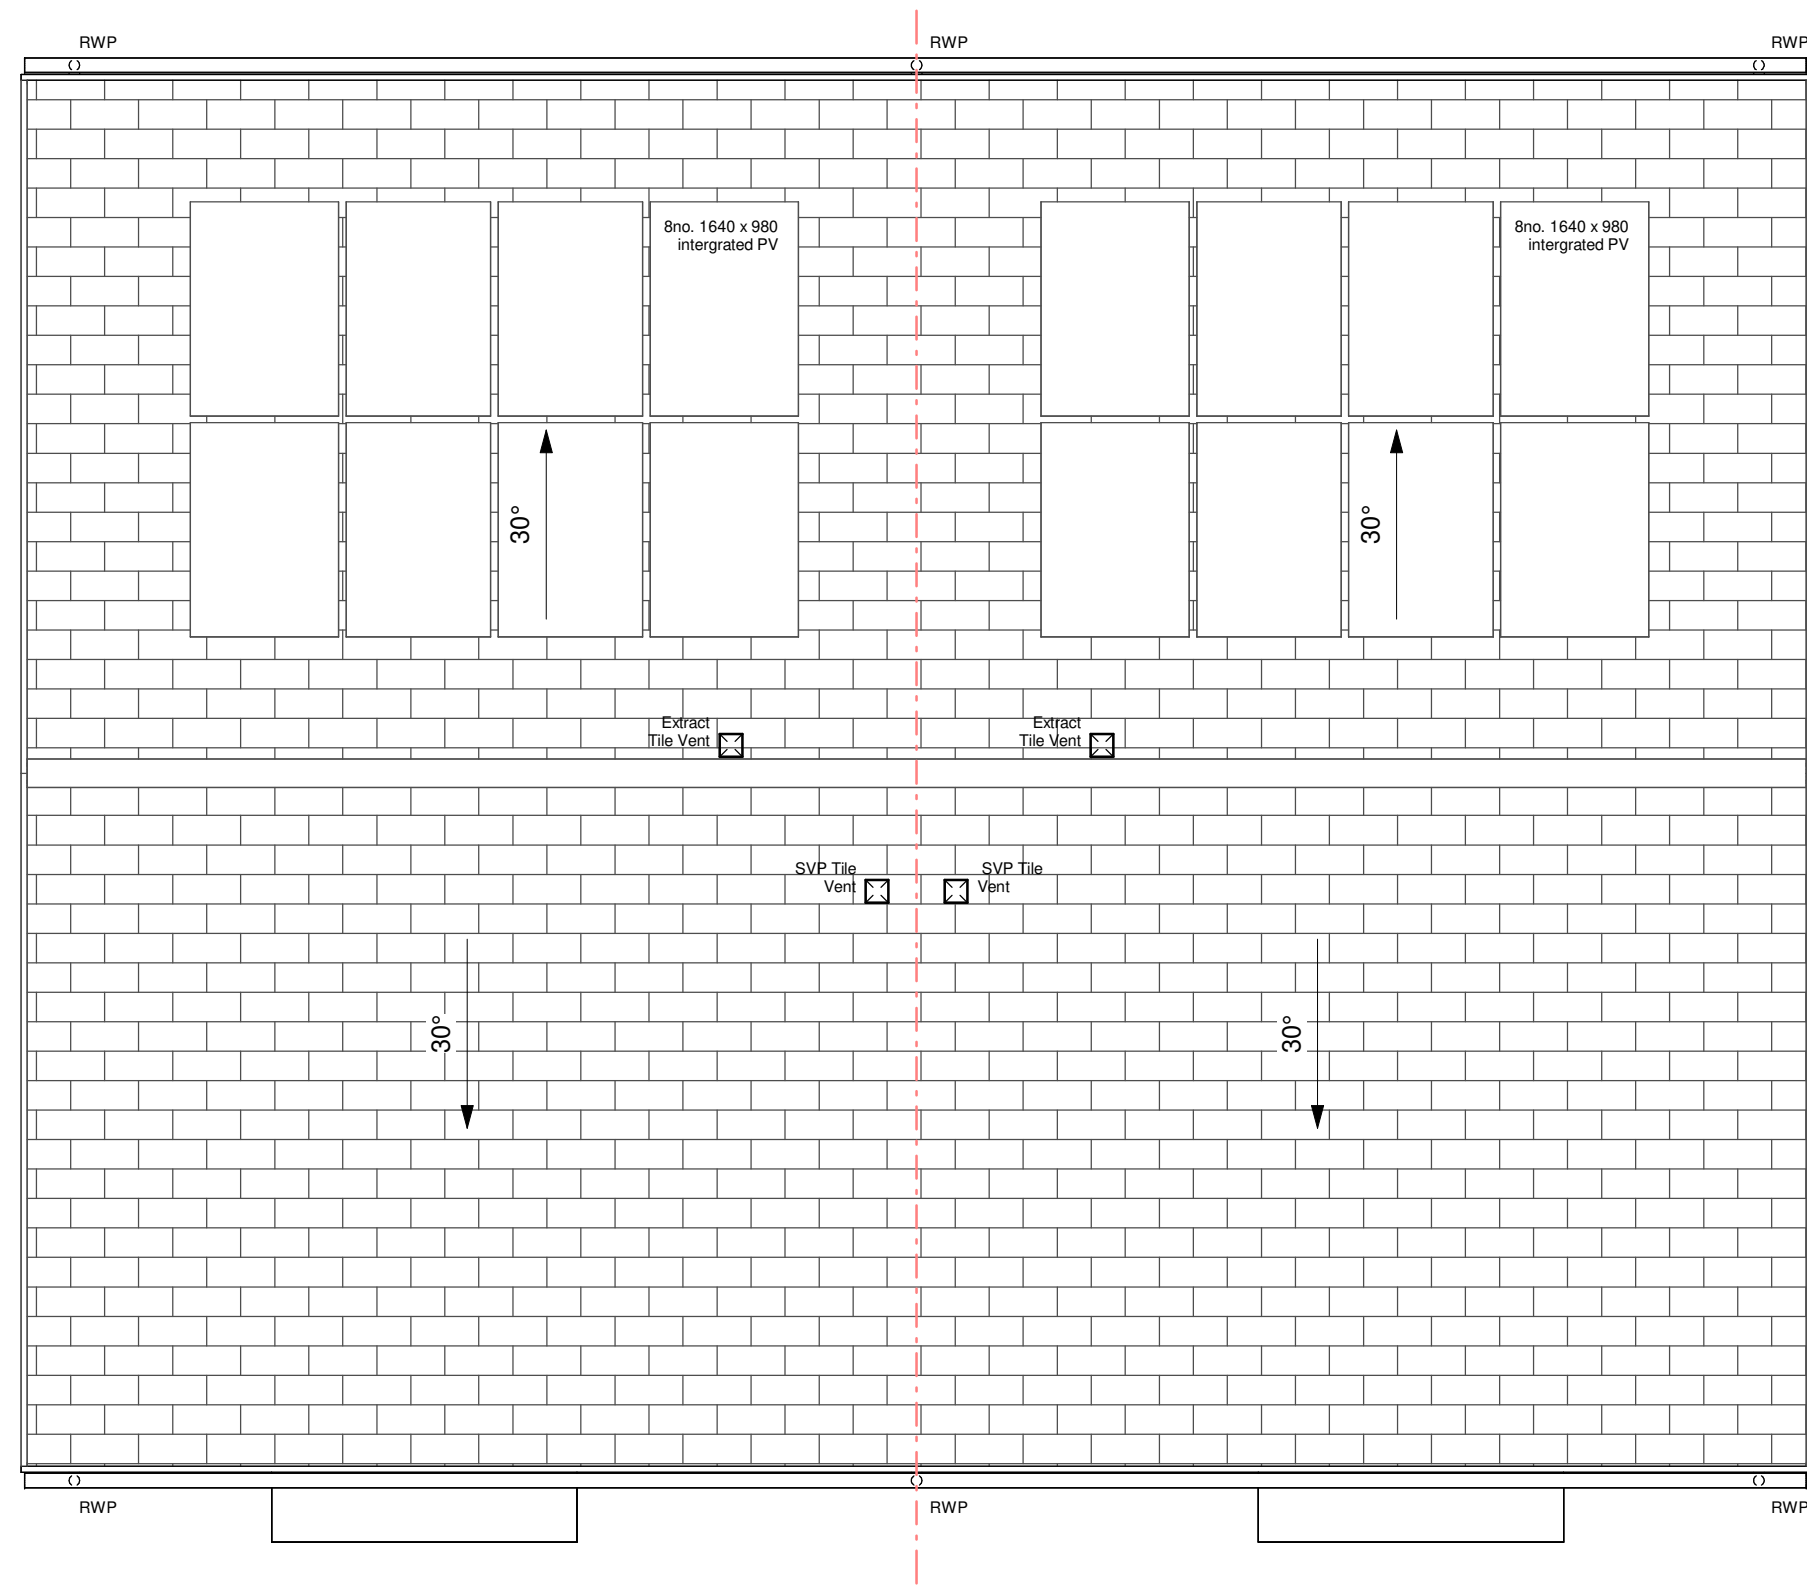 RWP
RWP
RWP
8no. 1640 x 980
intergrated PV
8no. 1640 x 980
intergrated PV
30°
30°
Extract
Tile Vent
Extract
Tile Vent
SVP Tile
Vent
SVP Tile
Vent
30°
30°
RWP
RWP
RWP